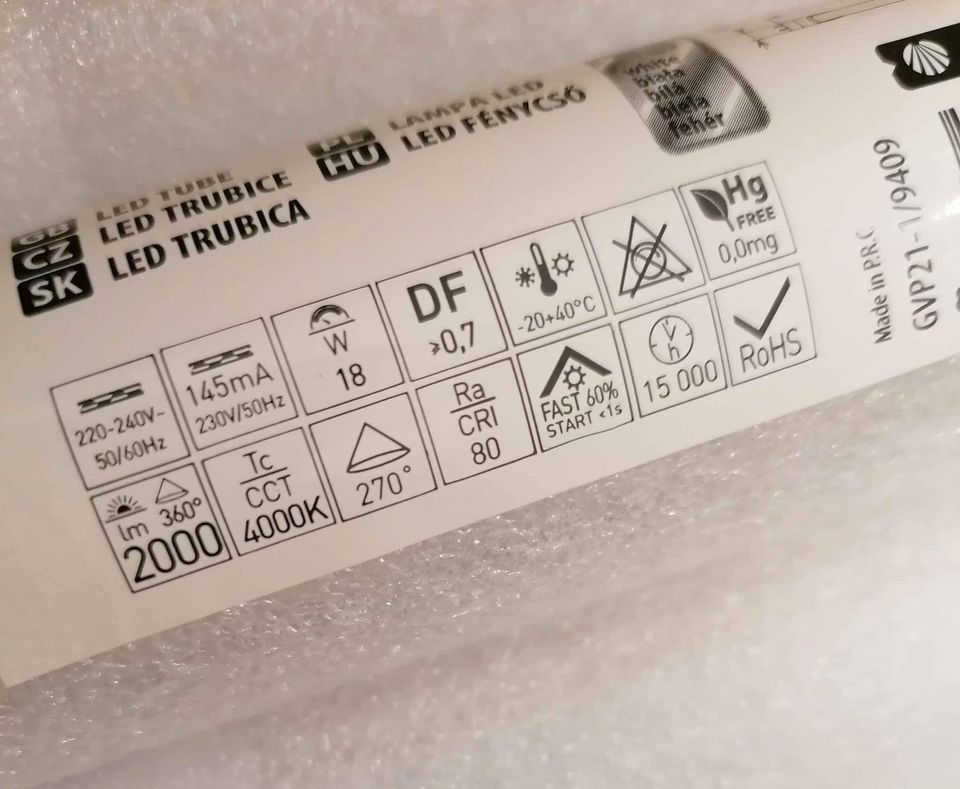 GB LED TUBE
CZ LED TRUBICE
SK LED TRUBICA
PL LAMPA LED
HU LED FÉNYCSŐ
white
biała
bílá
biela
fehér
220-240V~
50/60Hz
145mA
230V/50Hz
W
18
DF
≥0,7
-20+40°C
Hg
FREE
0,0mg
lm 360°
2000
Tc
CCT
4000K
270°
Ra
CRI
80
FAST 60%
START <1s
V
h
15 000
RoHS
Made in P.R.C
GVP21-1/9409